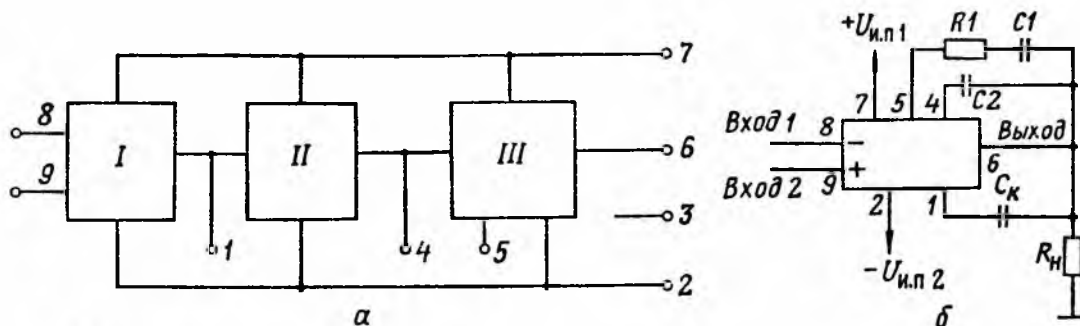 8
9
I
II
III
7
6
3
2
1
4
5
а
+Uи.п1
R1
C1
7
5
4
C2
Вход 1
8
−
Выход
+
6
Вход 2
9
2
1
Cк
Rн
−Uи.п 2
б